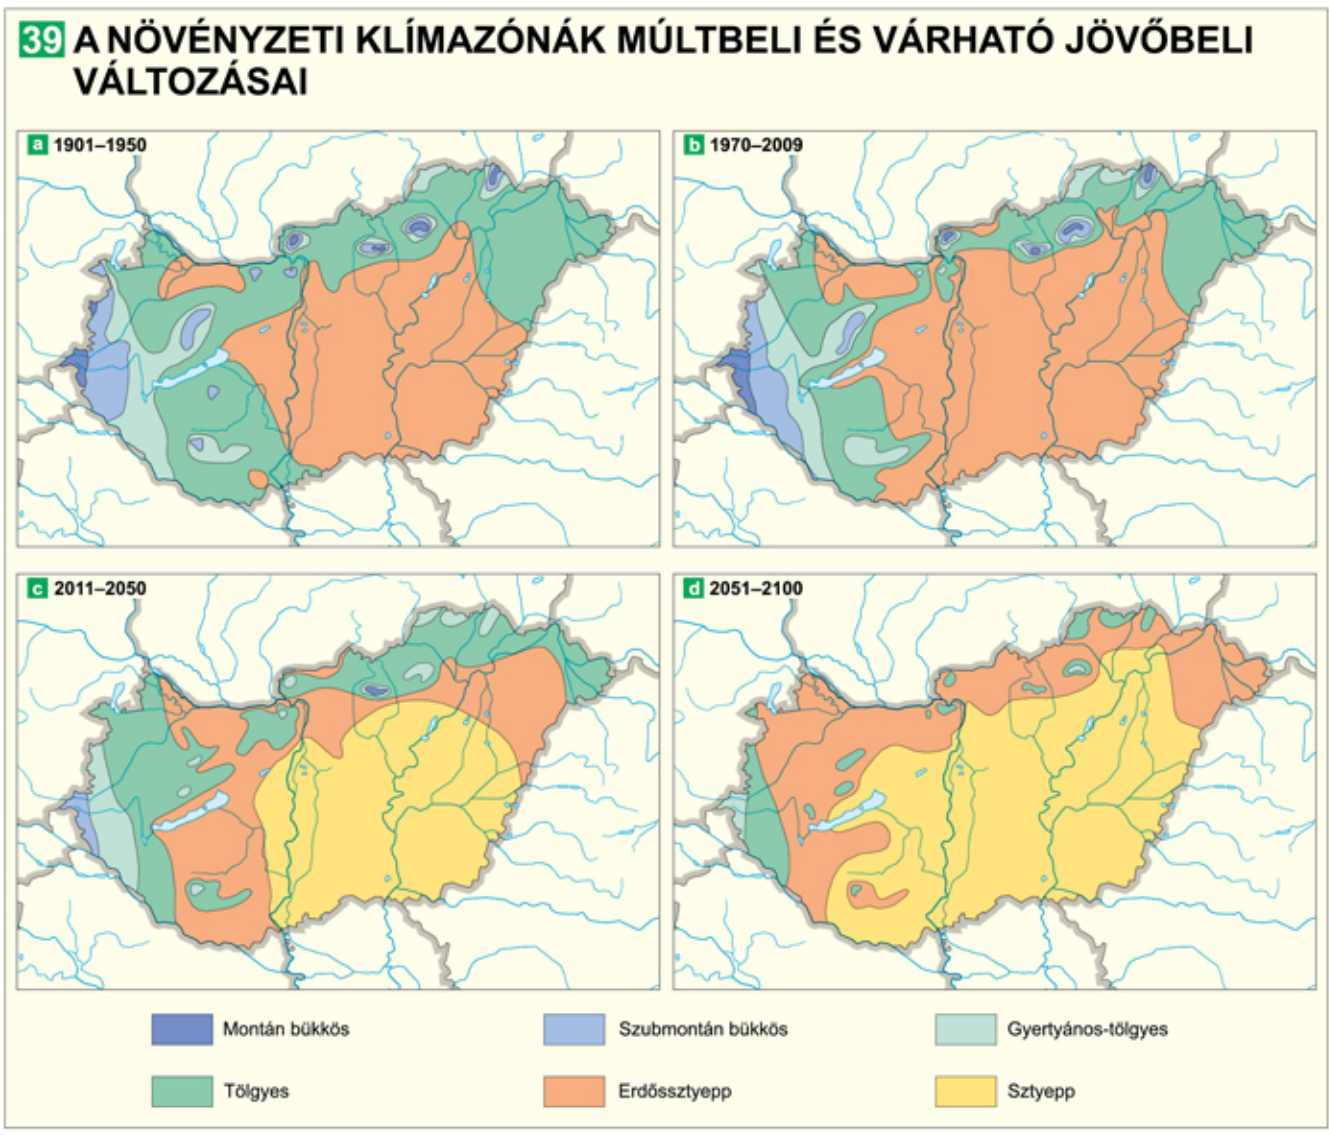 39 A NÖVÉNYZETI KLÍMAZÓNÁK MÚLTBELI ÉS VÁRHATÓ JÖVŐBELI
VÁLTOZÁSAI
a 1901–1950
b 1970–2009
c 2011–2050
d 2051–2100
Montán bükkös
Szubmontán bükkös
Gyertyános-tölgyes
Tölgyes
Erdőssztyepp
Sztyepp